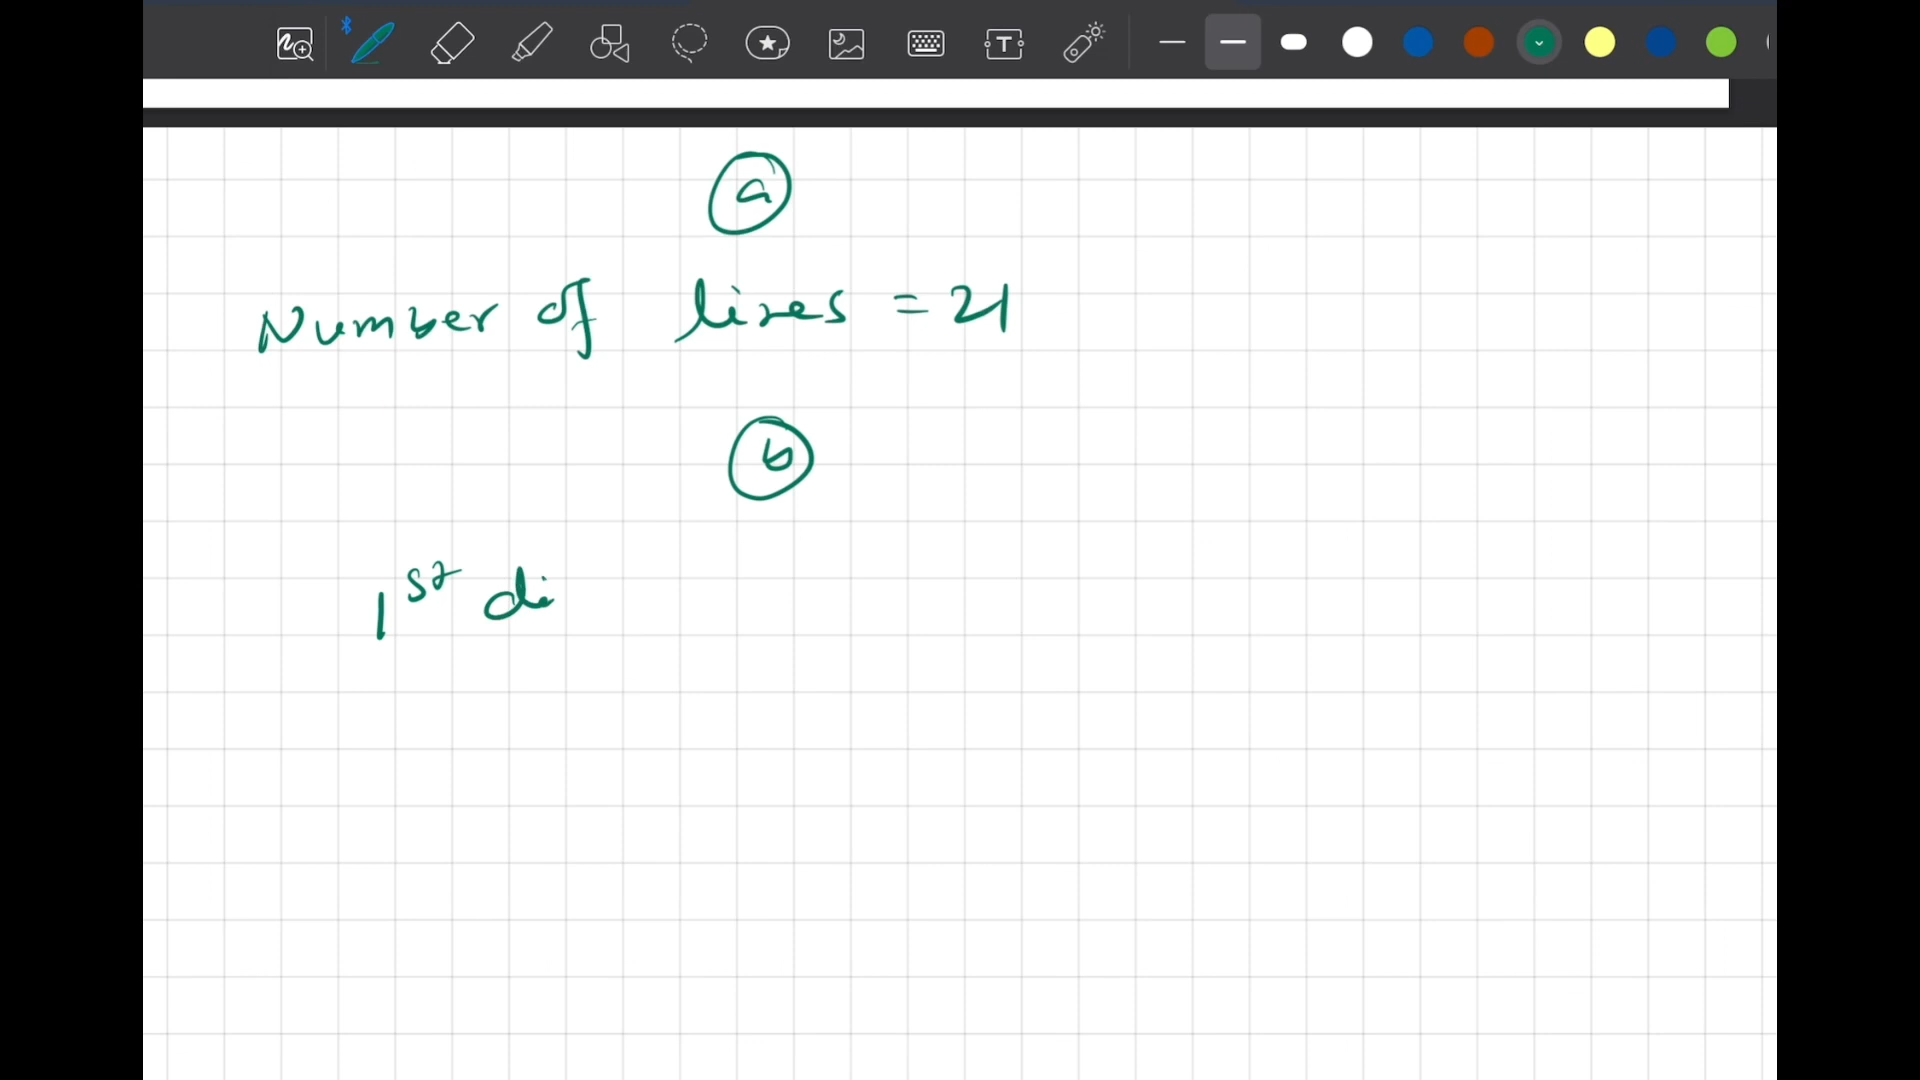 a
Number of lines = 21
b
1st di